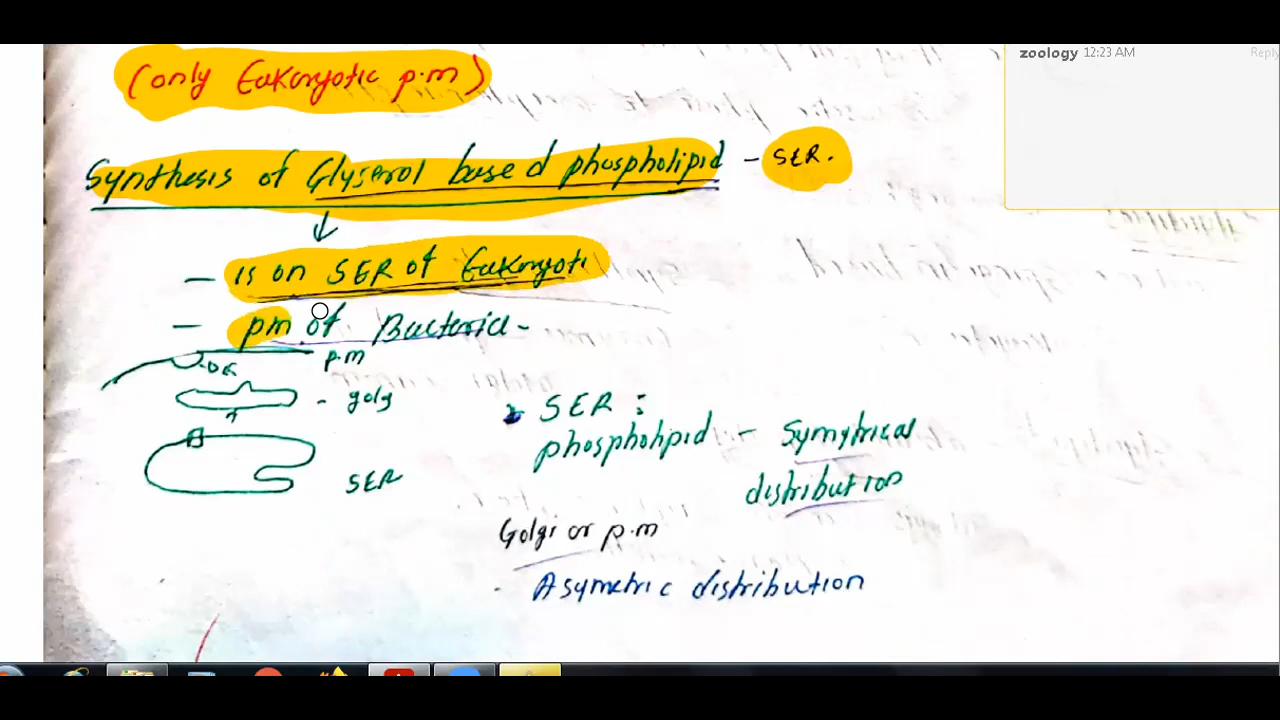 zoology 12:23 AM
Reply
(only Eukaryotic p.m)
Synthesis of Glyserol based phospholipid - SER.
- is on SER of Eukaryoti
- pm of Bacteria -
p.m
- golg
SER
SER :
phospholipid - Symytrical
distribution
Golgi or p.m
- Asymetric distribution